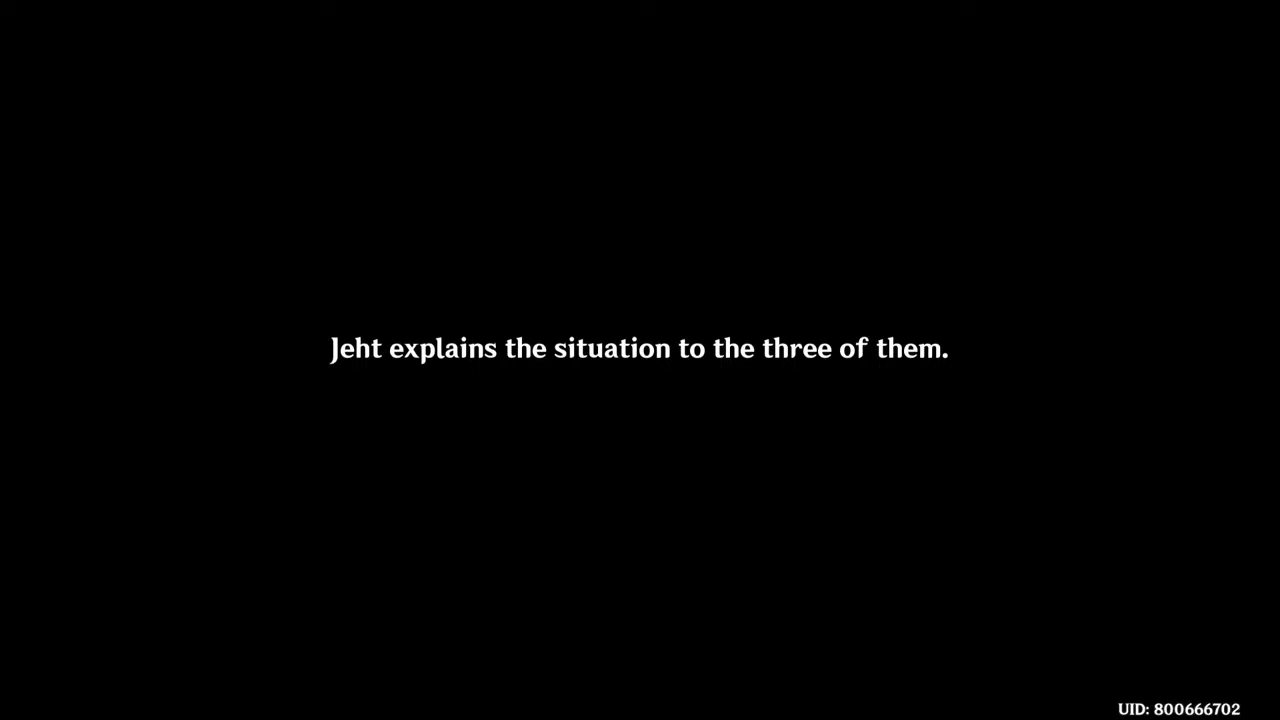 Jeht explains the situation to the three of them.
UID: 800666702